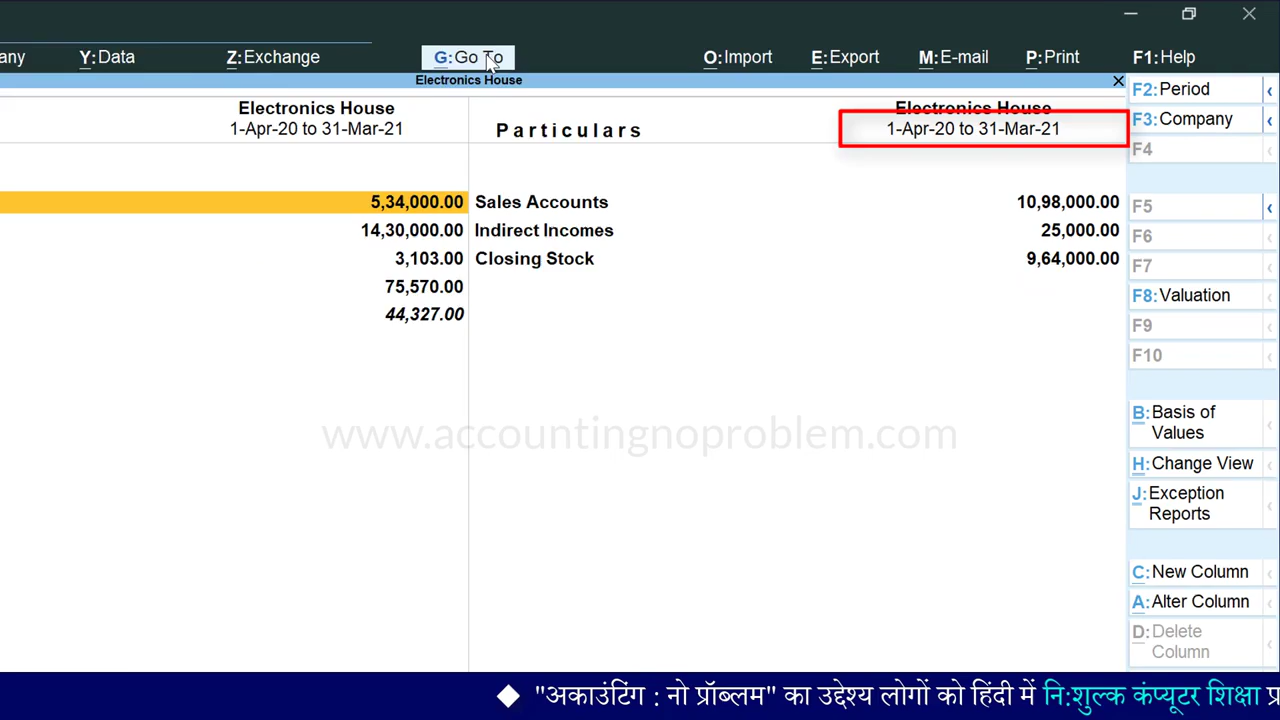 any Y:Data Z:Exchange G:Go To O:Import E:Export M:E-mail P:Print F1:Help
Electronics House
Electronics House Particulars Electronics House
1-Apr-20 to 31-Mar-21 1-Apr-20 to 31-Mar-21
5,34,000.00 Sales Accounts 10,98,000.00
14,30,000.00 Indirect Incomes 25,000.00
3,103.00 Closing Stock 9,64,000.00
75,570.00
44,327.00
www.accountingnoproblem.com
F2:Period
F3:Company
F4
F5
F6
F7
F8:Valuation
F9
F10
B:Basis of
Values
H:Change View
J:Exception
Reports
C:New Column
A:Alter Column
D:Delete
Column
"अकाउंटिंग : नो प्रॉब्लम" का उद्देश्य लोगों को हिंदी में नि:शुल्क कंप्यूटर शिक्षा प्र